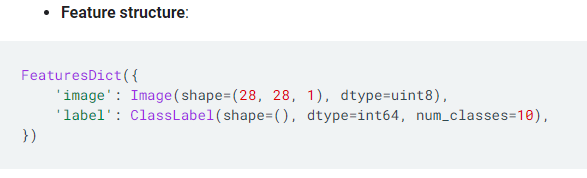 • Feature structure:
FeaturesDict({
    'image': Image(shape=(28, 28, 1), dtype=uint8),
    'label': ClassLabel(shape=(), dtype=int64, num_classes=10),
})